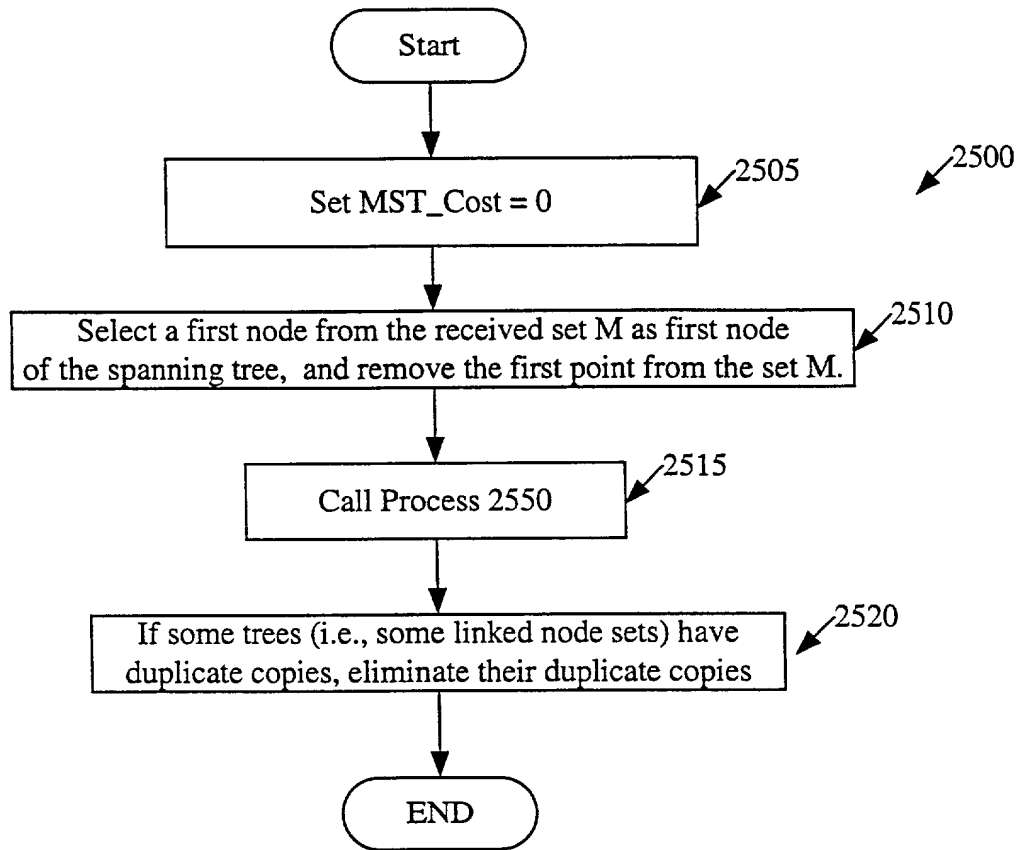 Start
2500
2505
Set MST_Cost = 0
2510
Select a first node from the received set M as first node
of the spanning tree, and remove the first point from the set M.
2515
Call Process 2550
2520
If some trees (i.e., some linked node sets) have
duplicate copies, eliminate their duplicate copies
END